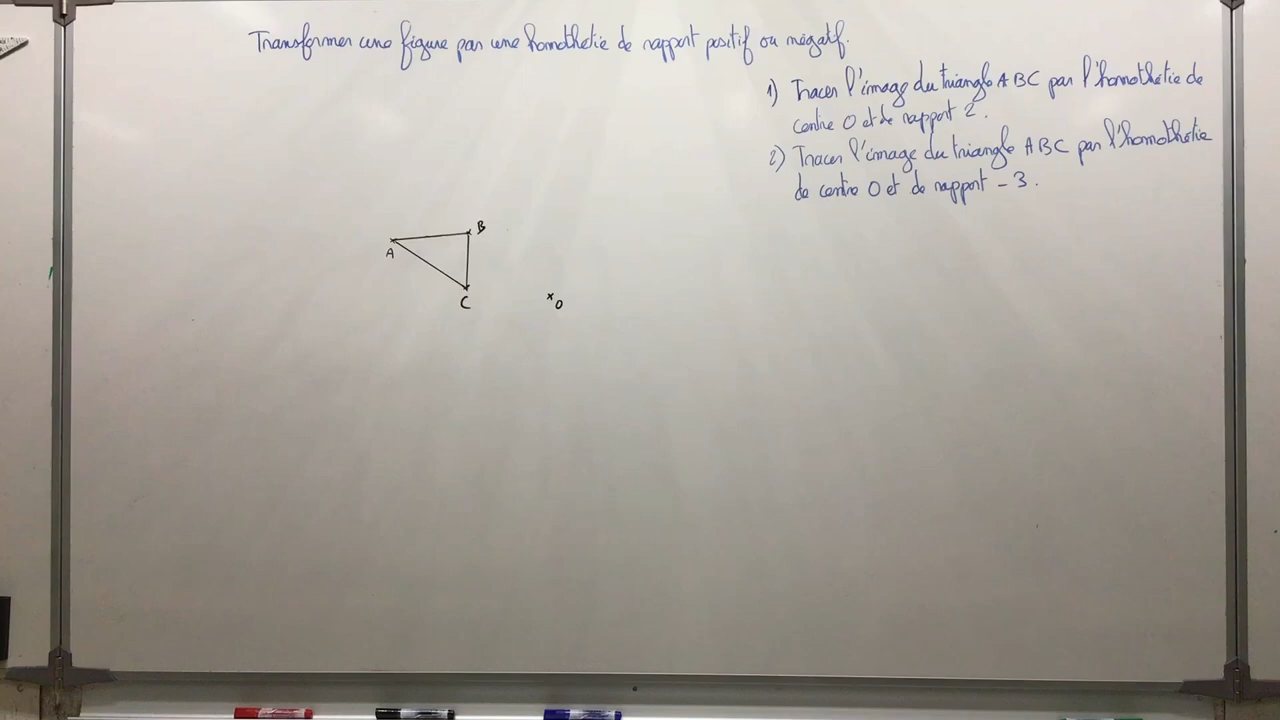 Transformer une figure par une homothétie de rapport positif ou négatif.
1) Tracer l'image du triangle ABC par l'homothétie de
centre O et de rapport 2.
2) Tracer l'image du triangle ABC par l'homothétie
de centre O et de rapport -3.
B
A
C
O